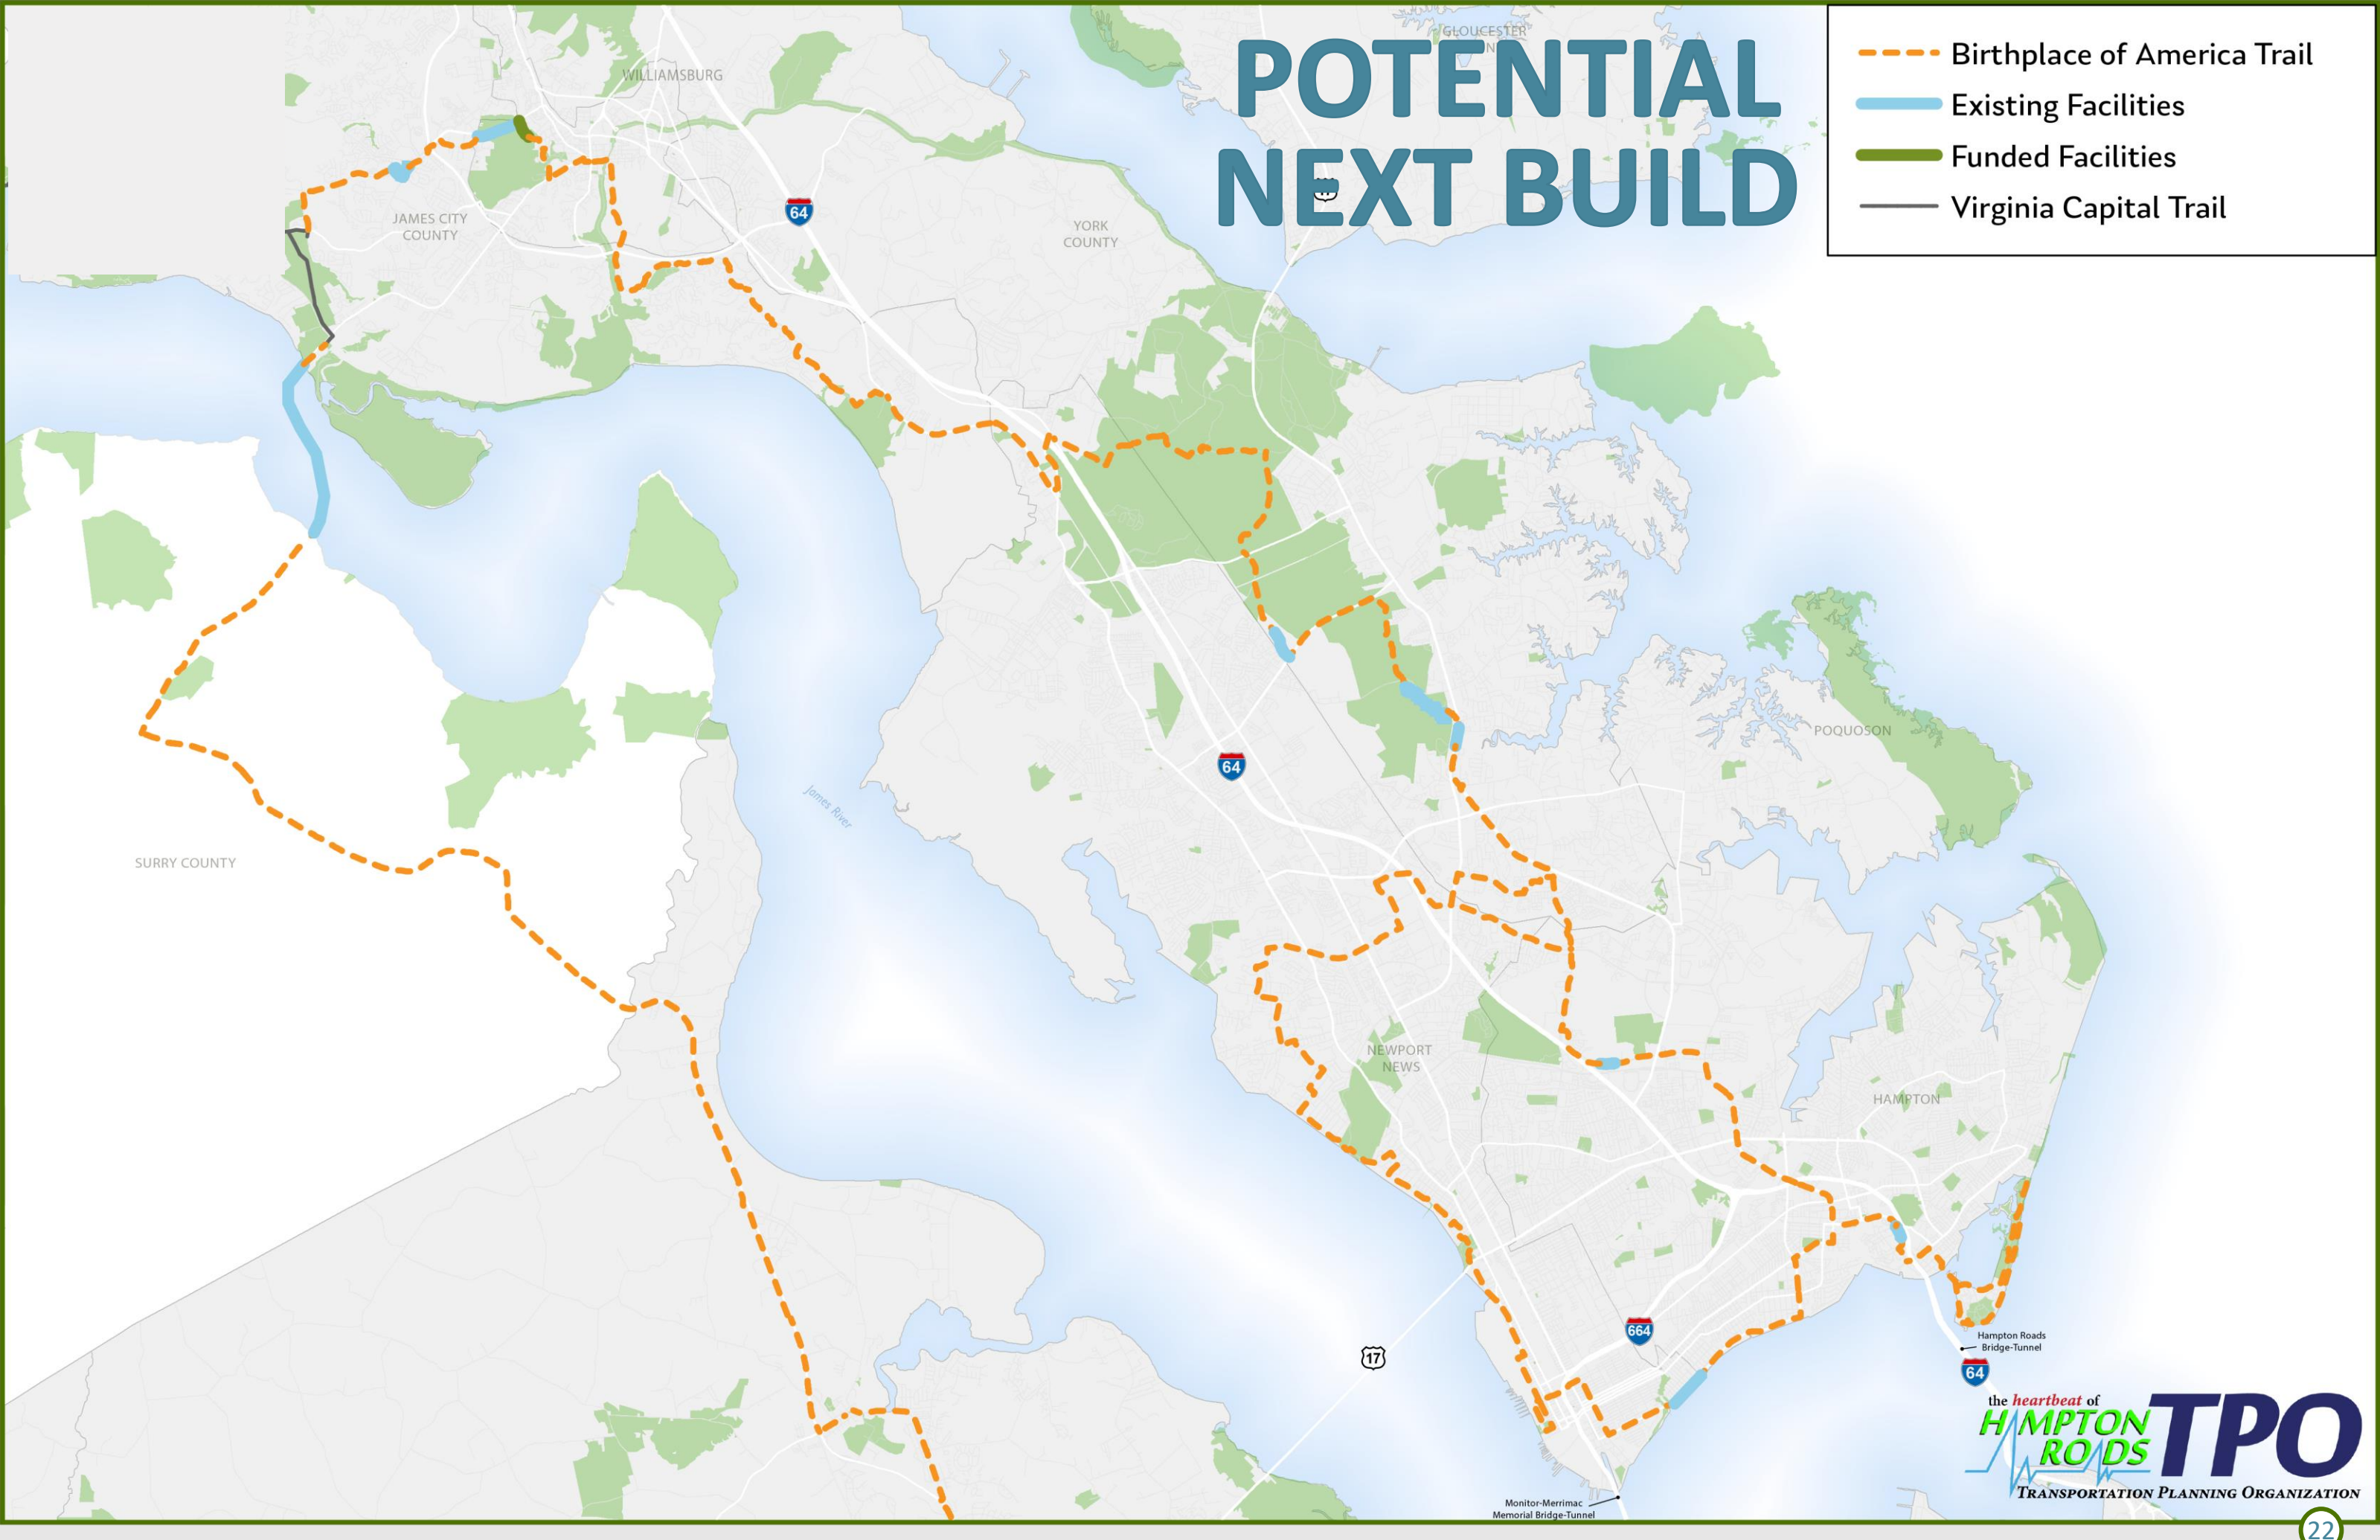 POTENTIAL
NEXT BUILD
Birthplace of America Trail
Existing Facilities
Funded Facilities
Virginia Capital Trail
GLOUCESTER
WILLIAMSBURG
64
JAMES CITY
COUNTY
YORK
COUNTY
POQUOSON
64
James River
SURRY COUNTY
NEWPORT
NEWS
HAMPTON
664
17
Hampton Roads
Bridge-Tunnel
64
the heartbeat of
HAMPTON
ROADS
TPO
TRANSPORTATION PLANNING ORGANIZATION
Monitor-Merrimac
Memorial Bridge-Tunnel
22